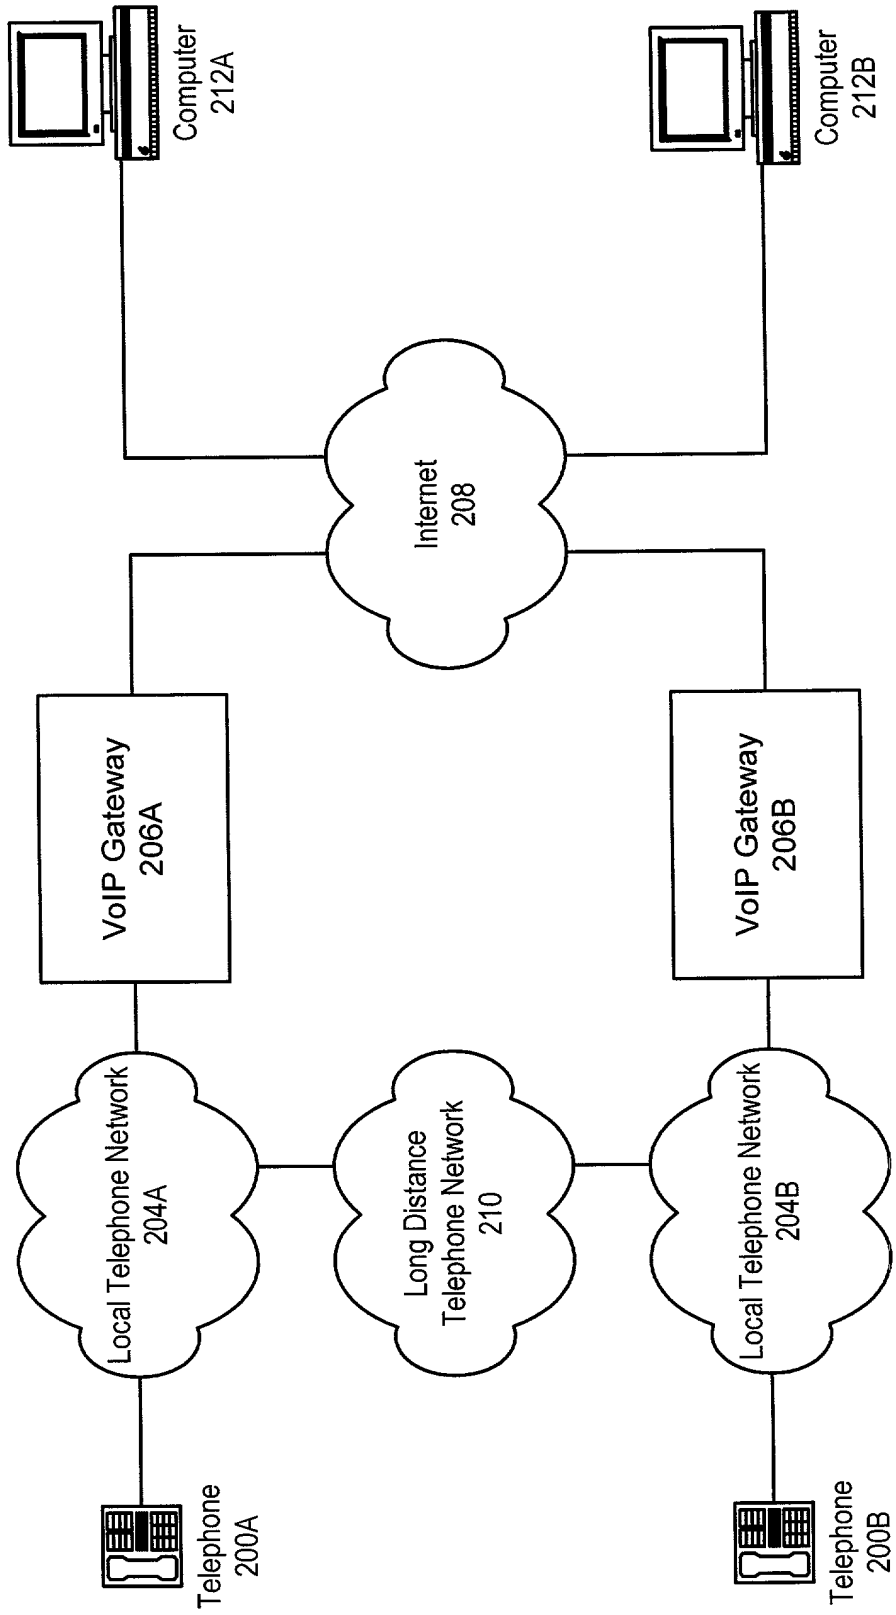 Telephone
200A
Local Telephone Network
204A
VoIP Gateway
206A
Computer
212A
Long Distance
Telephone Network
210
Internet
208
Telephone
200B
Local Telephone Network
204B
VoIP Gateway
206B
Computer
212B